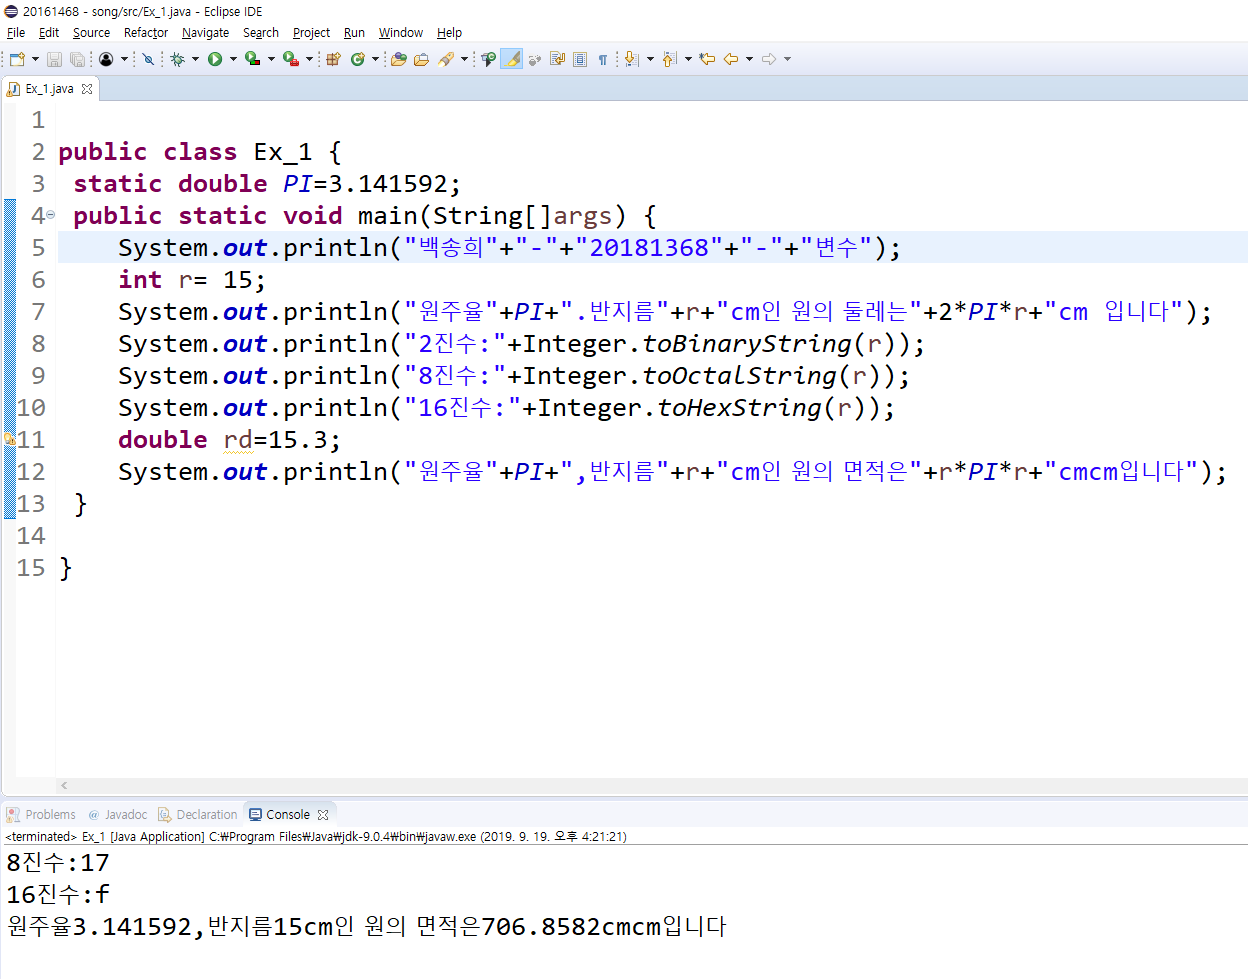 20161468 - song/src/Ex_1.java - Eclipse IDE
File Edit Source Refactor Navigate Search Project Run Window Help
Ex_1.java
1
2 public class Ex_1 {
3 static double PI=3.141592;
4 public static void main(String[]args) {
5 System.out.println("백송희"+"-"+"20181368"+"-"+"변수");
6 int r= 15;
7 System.out.println("원주율"+PI+".반지름"+r+"cm인 원의 둘레는"+2*PI*r+"cm 입니다");
8 System.out.println("2진수:"+Integer.toBinaryString(r));
9 System.out.println("8진수:"+Integer.toOctalString(r));
10 System.out.println("16진수:"+Integer.toHexString(r));
11 double rd=15.3;
12 System.out.println("원주율"+PI+",반지름"+r+"cm인 원의 면적은"+r*PI*r+"cmcm입니다");
13 }
14
15 }
Problems @ Javadoc Declaration Console
<terminated> Ex_1 [Java Application] C:₩Program Files₩Java₩jdk-9.0.4₩bin₩javaw.exe (2019. 9. 19. 오후 4:21:21)
8진수:17
16진수:f
원주율3.141592,반지름15cm인 원의 면적은706.8582cmcm입니다